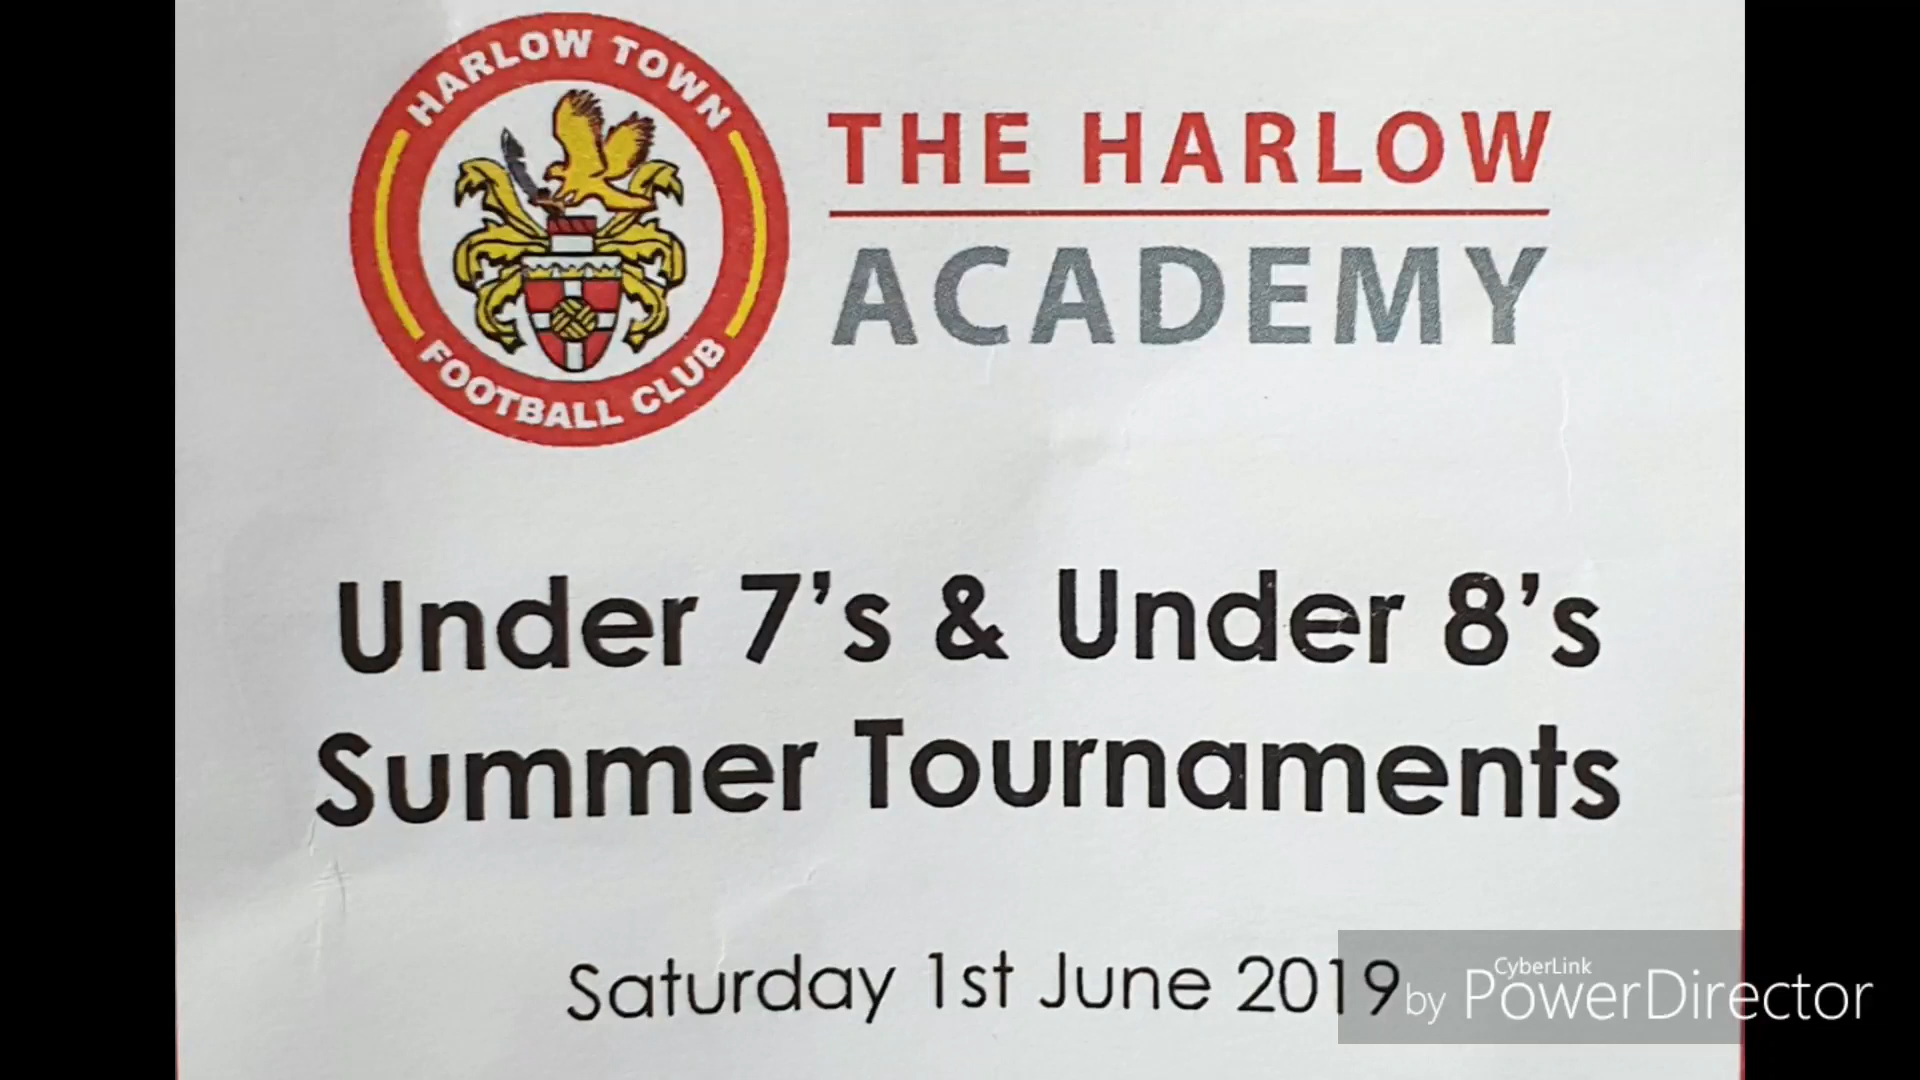 HARLOW TOWN
FOOTBALL CLUB
THE HARLOW
ACADEMY
Under 7's & Under 8's
Summer Tournaments
Saturday 1st June 2019
CyberLink
by PowerDirector